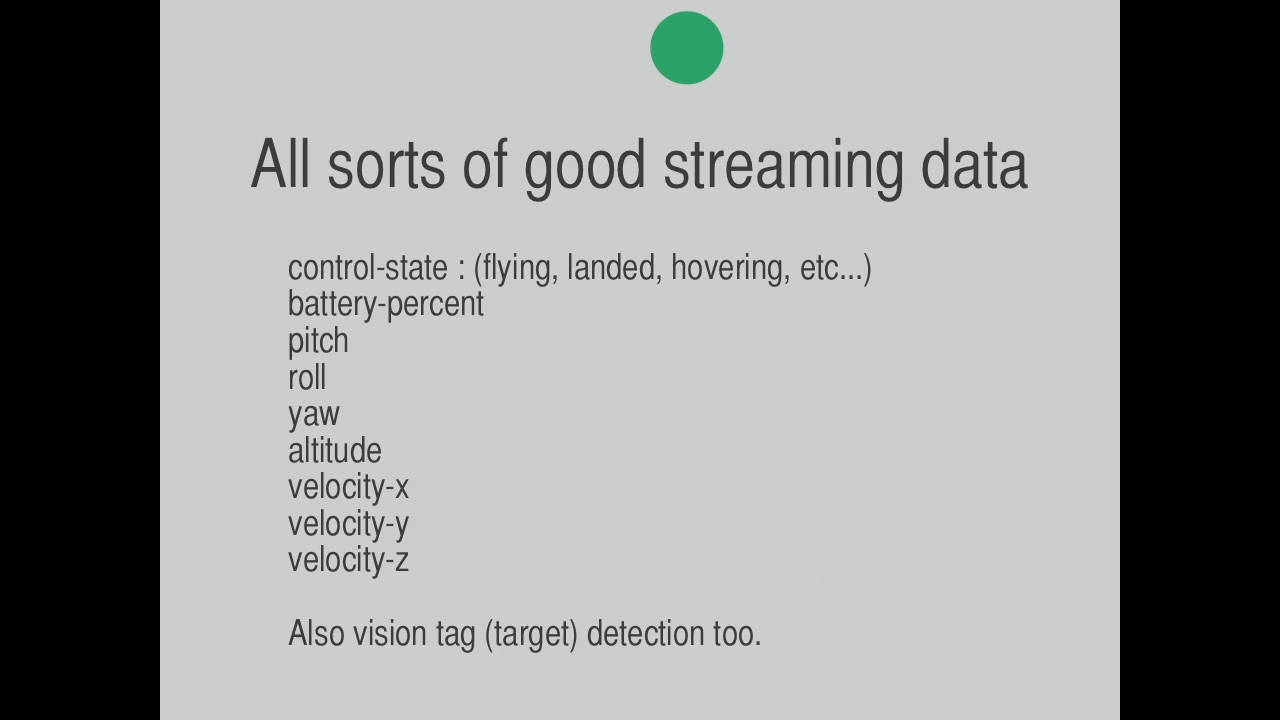 All sorts of good streaming data
control-state : (flying, landed, hovering, etc...)
battery-percent
pitch
roll
yaw
altitude
velocity-x
velocity-y
velocity-z
Also vision tag (target) detection too.